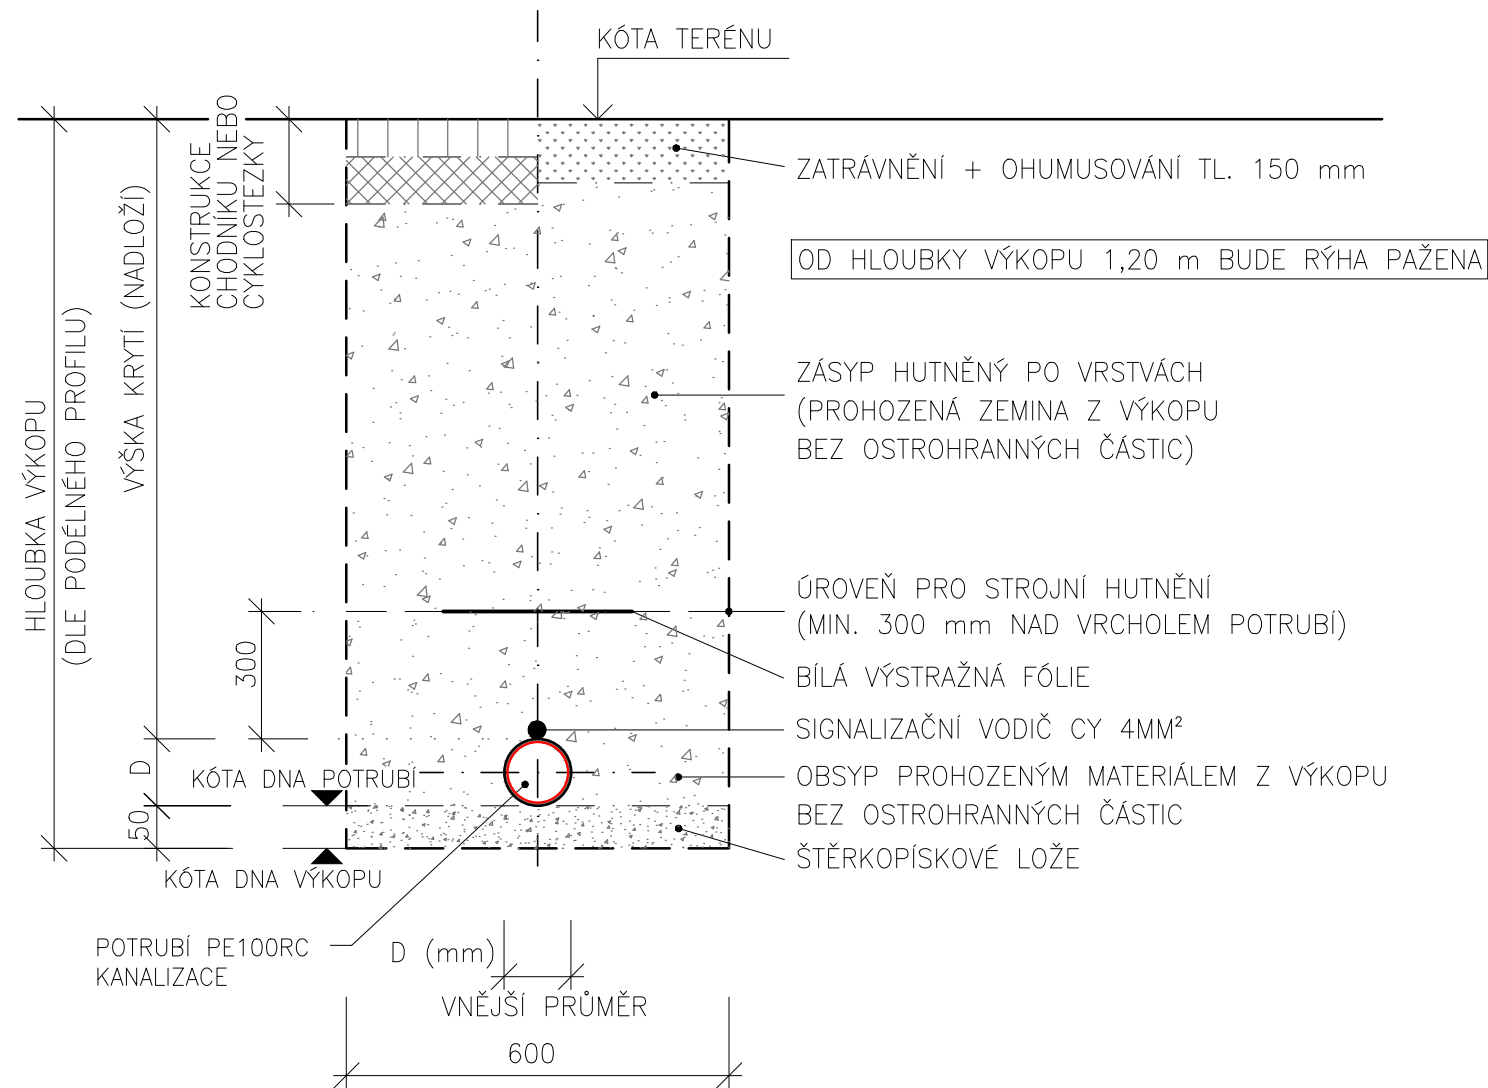 KÓTA TERÉNU
KONSTRUKCE
CHODNÍKU NEBO
CYKLOSTEZKY
ZATRÁVNĚNÍ + OHUMUSOVÁNÍ TL. 150 mm
OD HLOUBKY VÝKOPU 1,20 m BUDE RÝHA PAŽENA
HLOUBKA VÝKOPU
(DLE PODÉLNÉHO PROFILU)
VÝŠKA KRYTÍ (NADLOŽÍ)
ZÁSYP HUTNĚNÝ PO VRSTVÁCH
(PROHOZENÁ ZEMINA Z VÝKOPU
BEZ OSTROHRANNÝCH ČÁSTIC)
ÚROVEŇ PRO STROJNÍ HUTNĚNÍ
(MIN. 300 mm NAD VRCHOLEM POTRUBÍ)
300
BÍLÁ VÝSTRAŽNÁ FÓLIE
SIGNALIZAČNÍ VODIČ CY 4MM²
D
KÓTA DNA POTRUBÍ
OBSYP PROHOZENÝM MATERIÁLEM Z VÝKOPU
BEZ OSTROHRANNÝCH ČÁSTIC
50
ŠTĚRKOPÍSKOVÉ LOŽE
KÓTA DNA VÝKOPU
POTRUBÍ PE100RC
KANALIZACE
D (mm)
VNĚJŠÍ PRŮMĚR
600